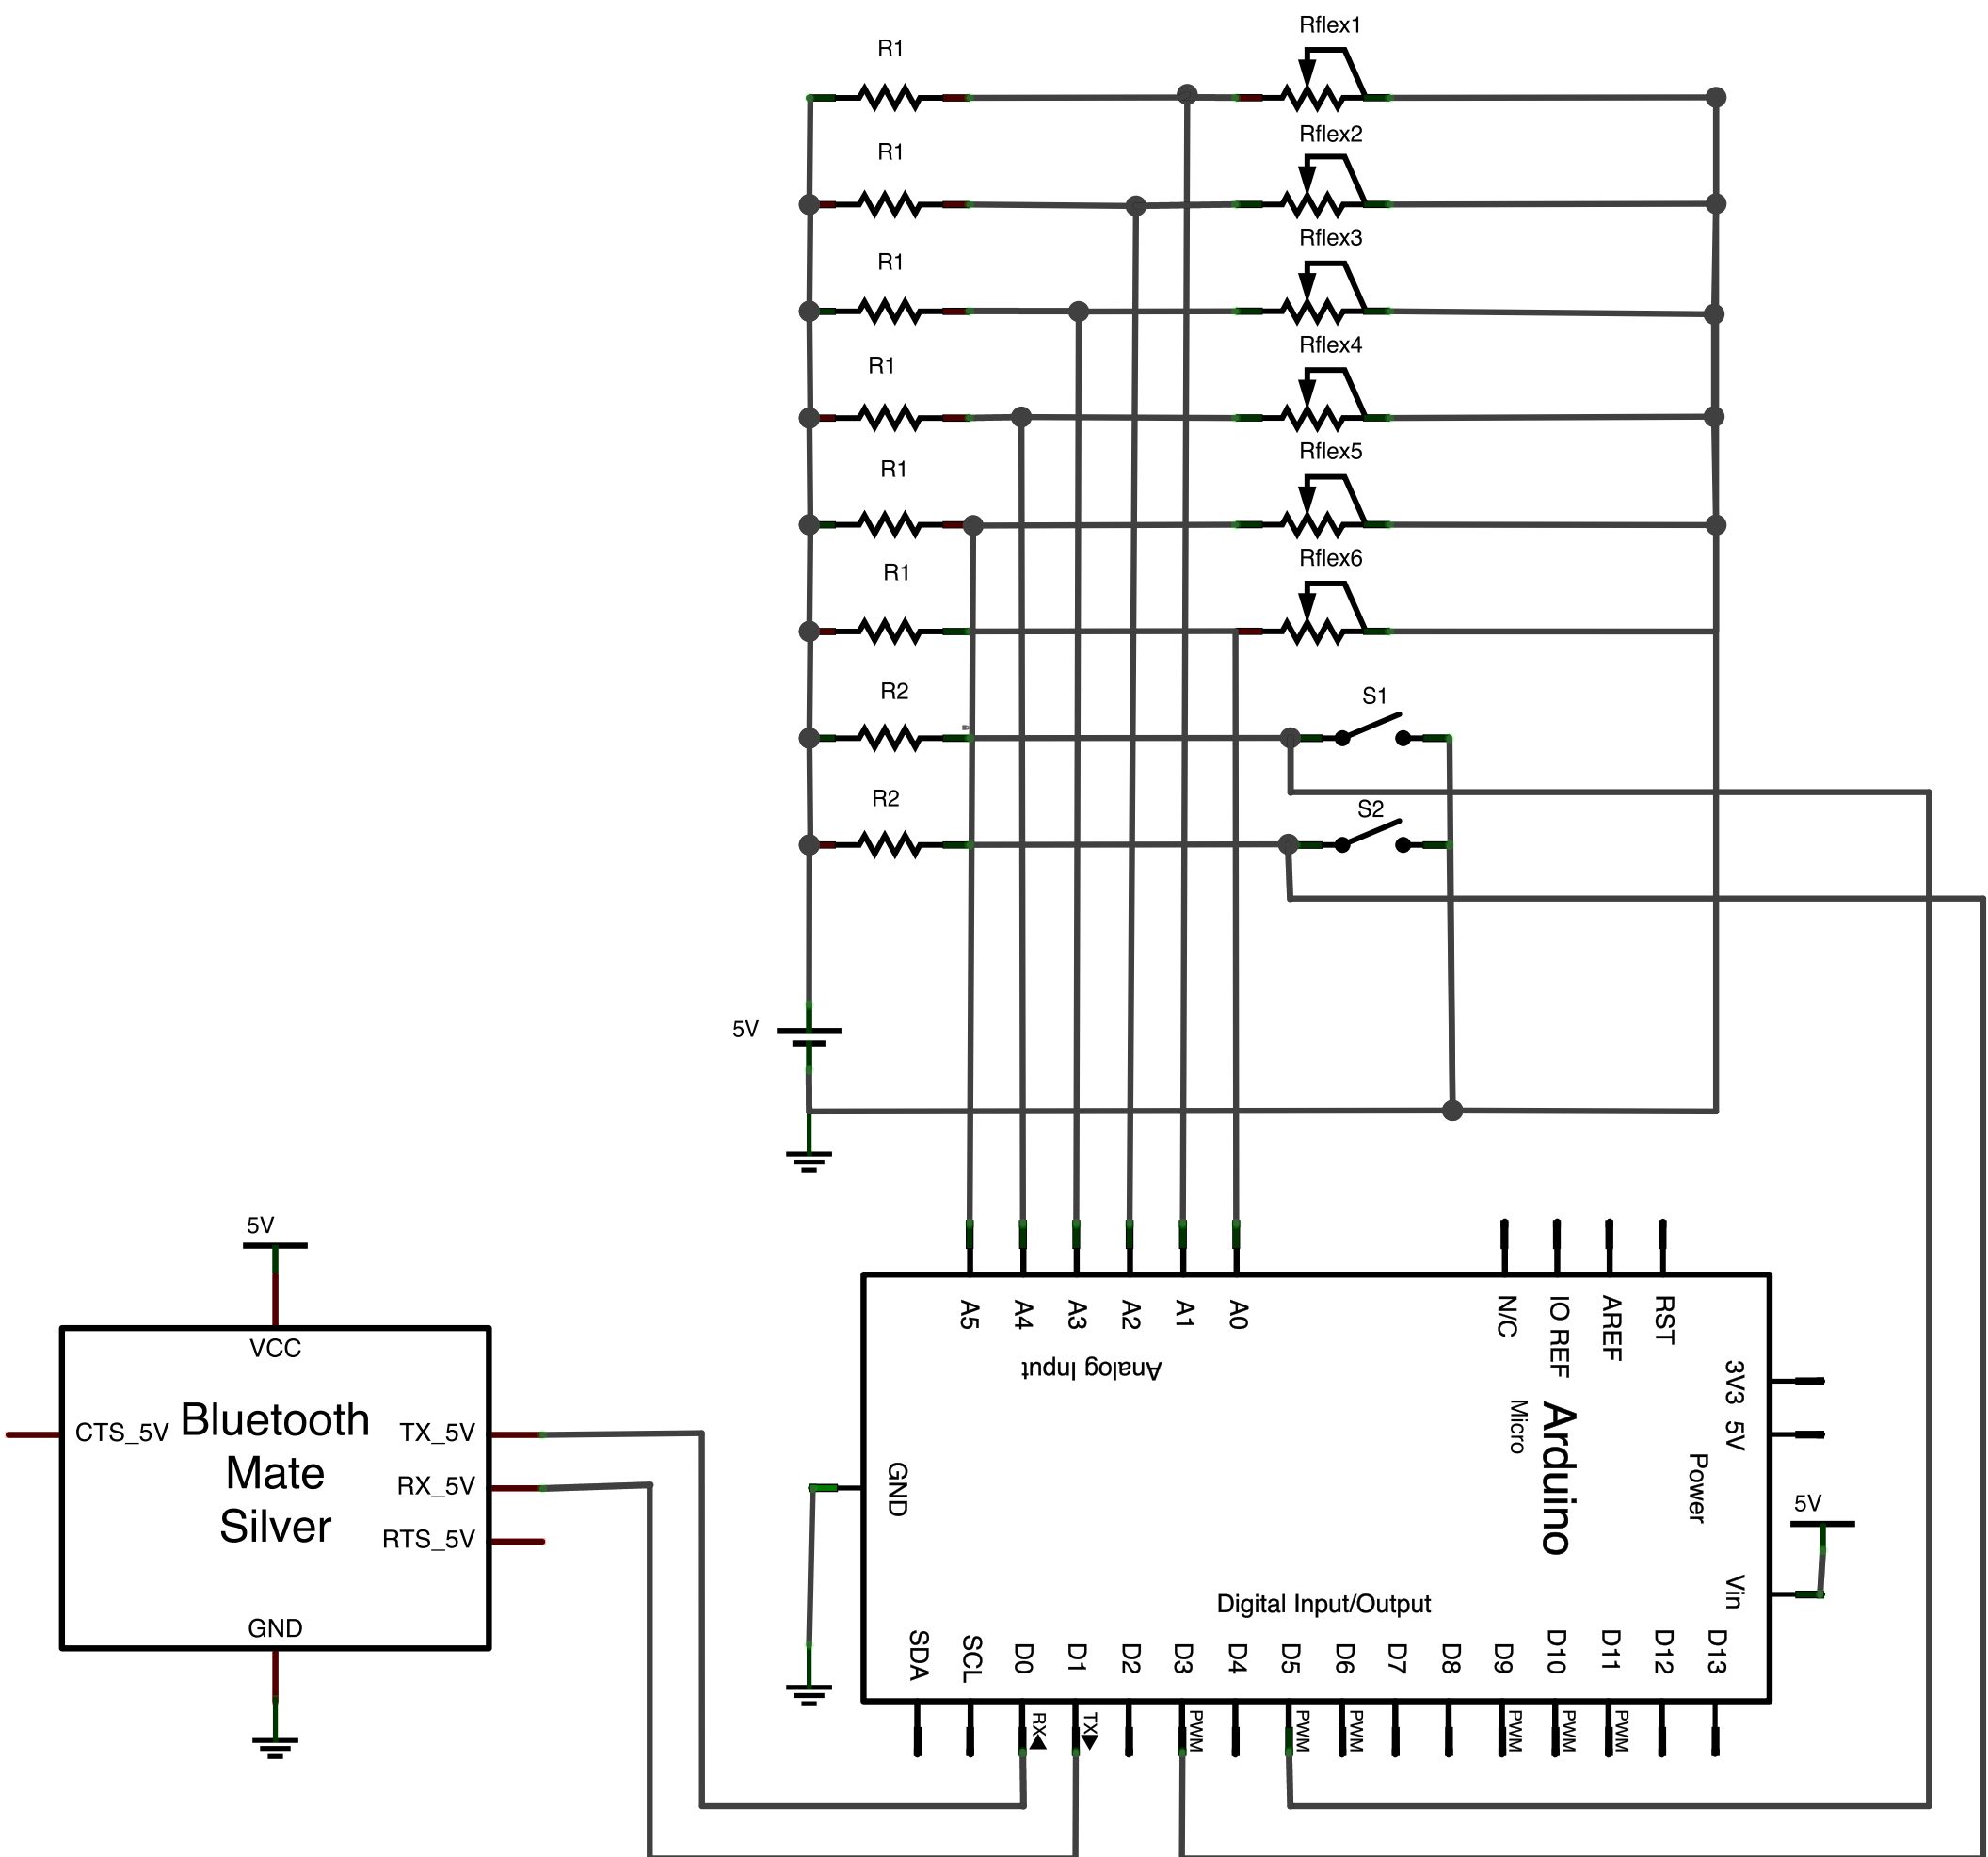 Rflex1
R1
Rflex2
R1
Rflex3
R1
Rflex4
R1
Rflex5
R1
Rflex6
R1
R2
S1
R2
S2
5V
5V
VCC
CTS_5V
Bluetooth
Mate
Silver
TX_5V
RX_5V
RTS_5V
GND
A5
A4
A3
A2
A1
A0
Analog Input
N/C
IO REF
AREF
RST
3V3
5V
Power
Arduino
Micro
GND
5V
Vin
Digital Input/Output
SDA
SCL
D0
D1
D2
D3
D4
D5
D6
D7
D8
D9
D10
D11
D12
D13
RX
TX
PWM
PWM
PWM
PWM
PWM
PWM